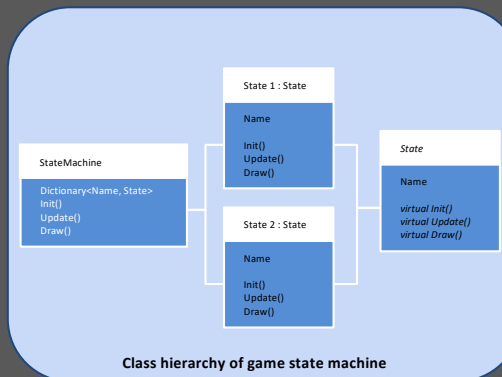 StateMachine
Dictionary<Name, State>
Init()
Update()
Draw()
State 1 : State
Name
Init()
Update()
Draw()
State 2 : State
Name
Init()
Update()
Draw()
State
Name
virtual Init()
virtual Update()
virtual Draw()
Class hierarchy of game state machine